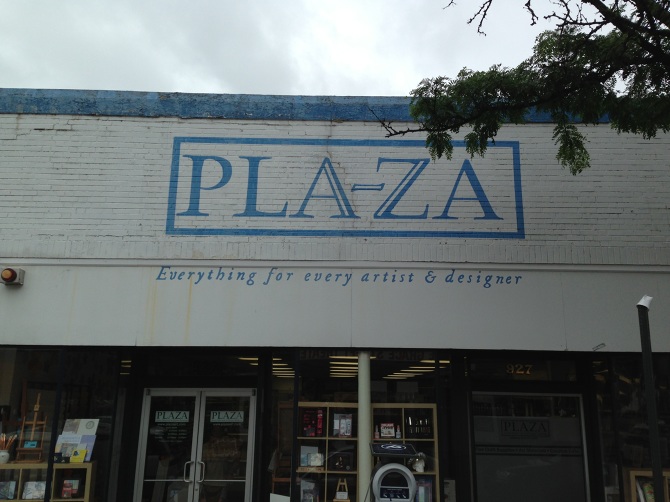 PLA-ZA
Everything for every artist & designer
827
PLAZA
PLAZA
PLAZA